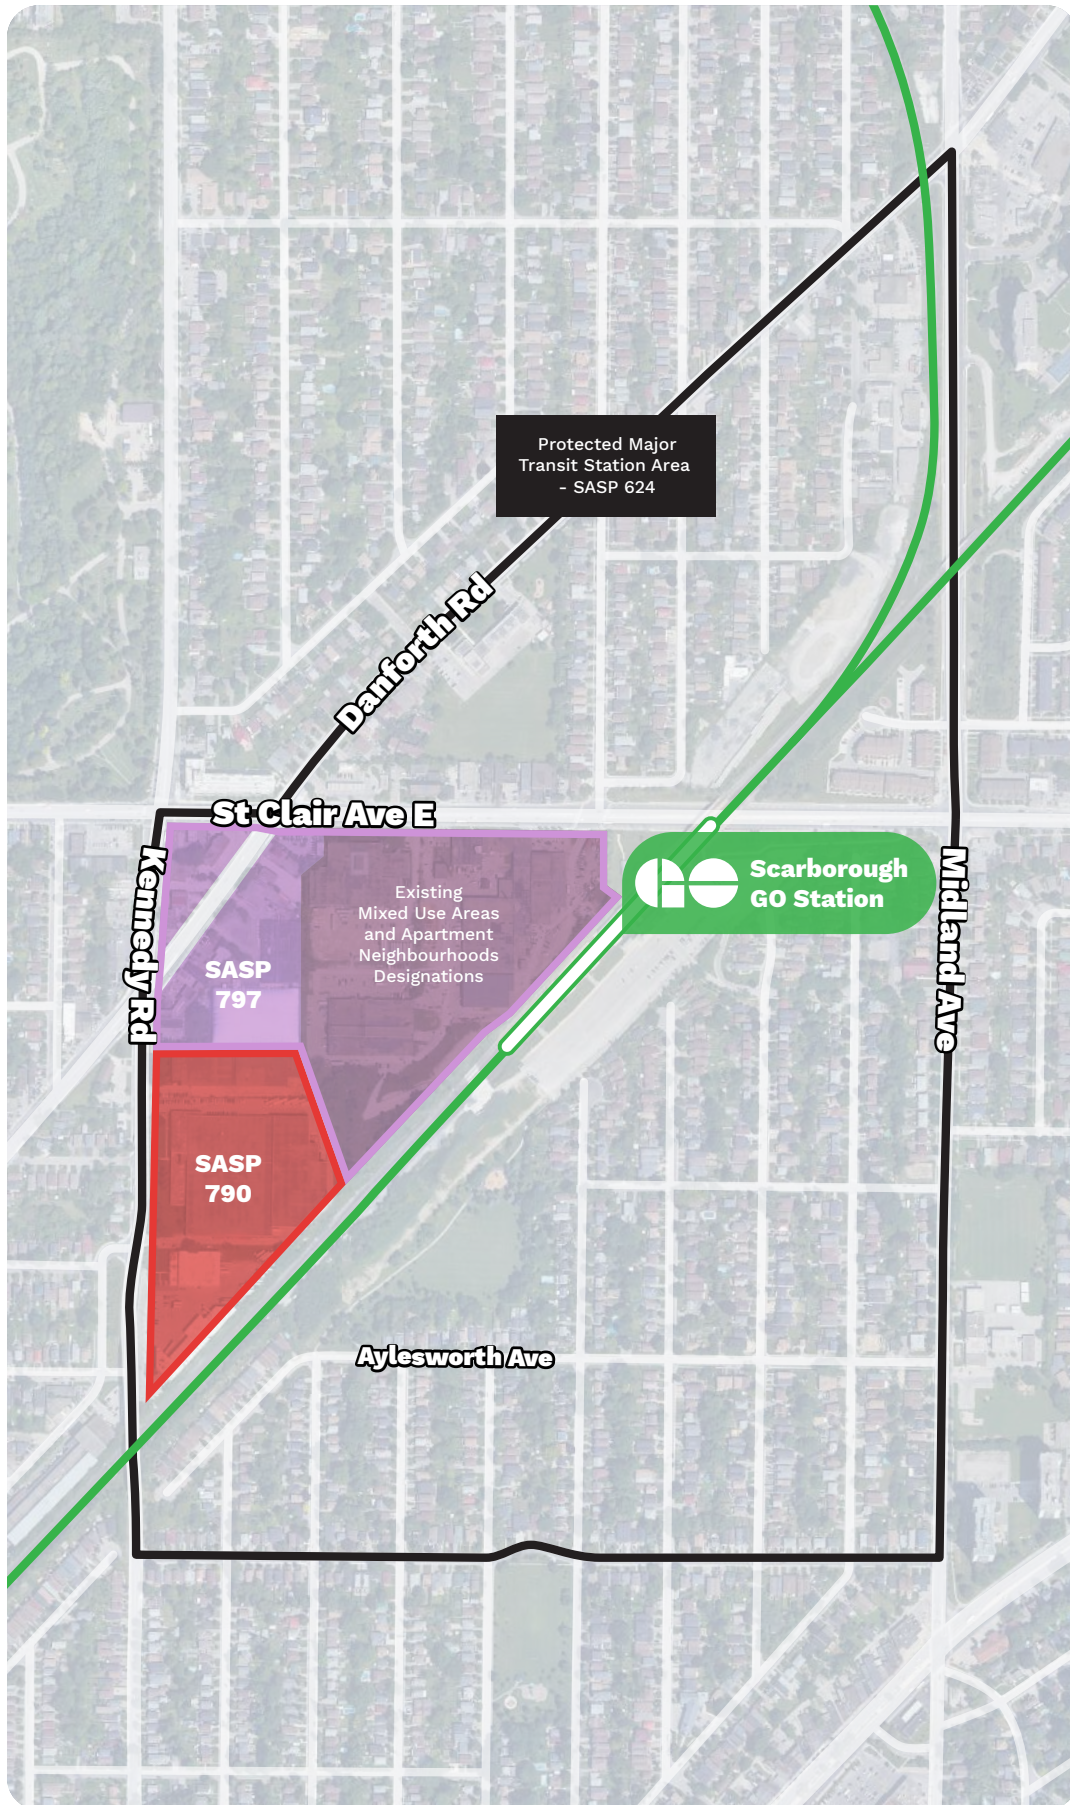 Protected Major
Transit Station Area
- SASP 624
Danforth Rd
St Clair Ave E
Kennedy Rd
Existing
Mixed Use Areas
and Apartment
Neighbourhoods
Designations
GO
Scarborough
GO Station
Midland Ave
SASP
797
SASP
790
Aylesworth Ave